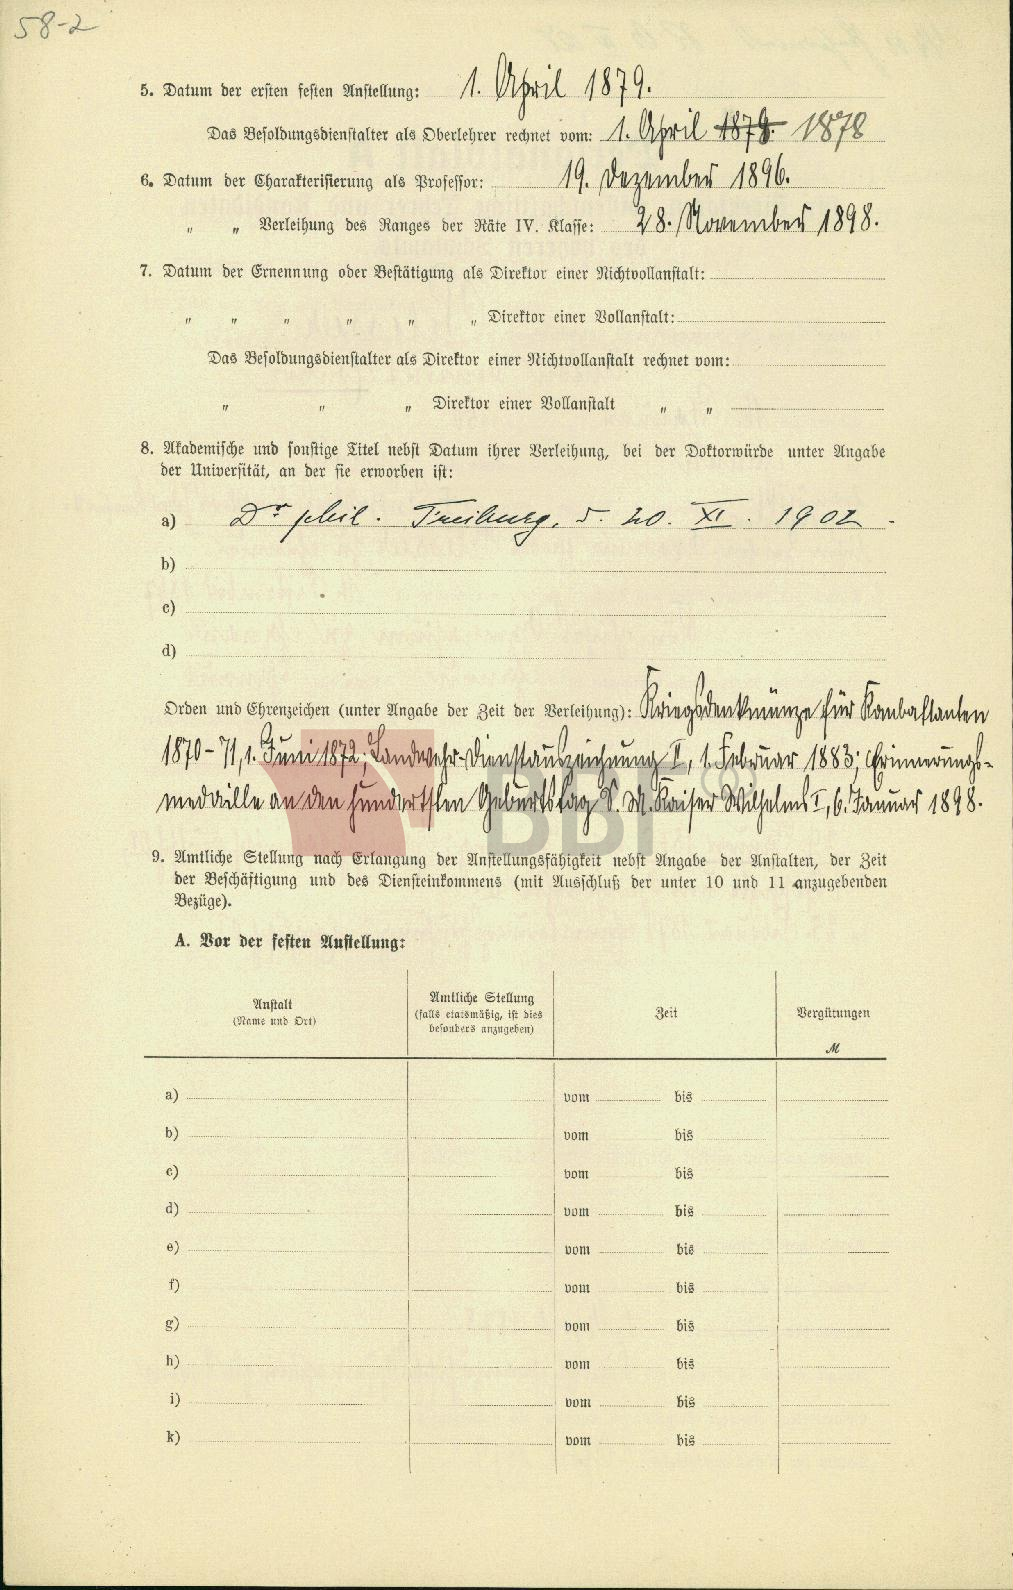 58-2
5. Datum der ersten festen Anstellung: 1. April 1879.
Das Besoldungsdienstalter als Oberlehrer rechnet vom: 1. April 1879. 1878
6. Datum der Charakterisierung als Professor: 19. Dezember 1896.
„ „ Verleihung des Ranges der Räte IV. Klasse: 28. November 1898.
7. Datum der Ernennung oder Bestätigung als Direktor einer Nichtvollanstalt:
„ „ „ „ „ „ Direktor einer Vollanstalt:
Das Besoldungsdienstalter als Direktor einer Nichtvollanstalt rechnet vom:
„ „ „ Direktor einer Vollanstalt „ „
8. Akademische und sonstige Titel nebst Datum ihrer Verleihung, bei der Doktorwürde unter Angabe
der Universität, an der sie erworben ist:
a) Dr phil. Freiburg, d. 20. XI. 1902.
b)
c)
d)
Orden und Ehrenzeichen (unter Angabe der Zeit der Verleihung): Kriegsdenkmünze für Kombattanten
1870-71, 1. Juni 1872; Landwehr-Dienstauszeichnung II, 1. Februar 1883; Erinnerungs-
medaille an den hundertsten Geburtstag S. M. Kaiser Wilhelms I, 6. Januar 1898.
BBF
9. Amtliche Stellung nach Erlangung der Anstellungsfähigkeit nebst Angabe der Anstalten, der Zeit
der Beschäftigung und des Diensteinkommens (mit Ausschluß der unter 10 und 11 anzugebenden
Bezüge).
A. Vor der festen Anstellung:
Anstalt
(Name und Ort)
Amtliche Stellung
(falls etatsmäßig, ist dies
besonders anzugeben)
Zeit
Vergütungen
M
a) vom bis
b) vom bis
c) vom bis
d) vom bis
e) vom bis
f) vom bis
g) vom bis
h) vom bis
i) vom bis
k) vom bis